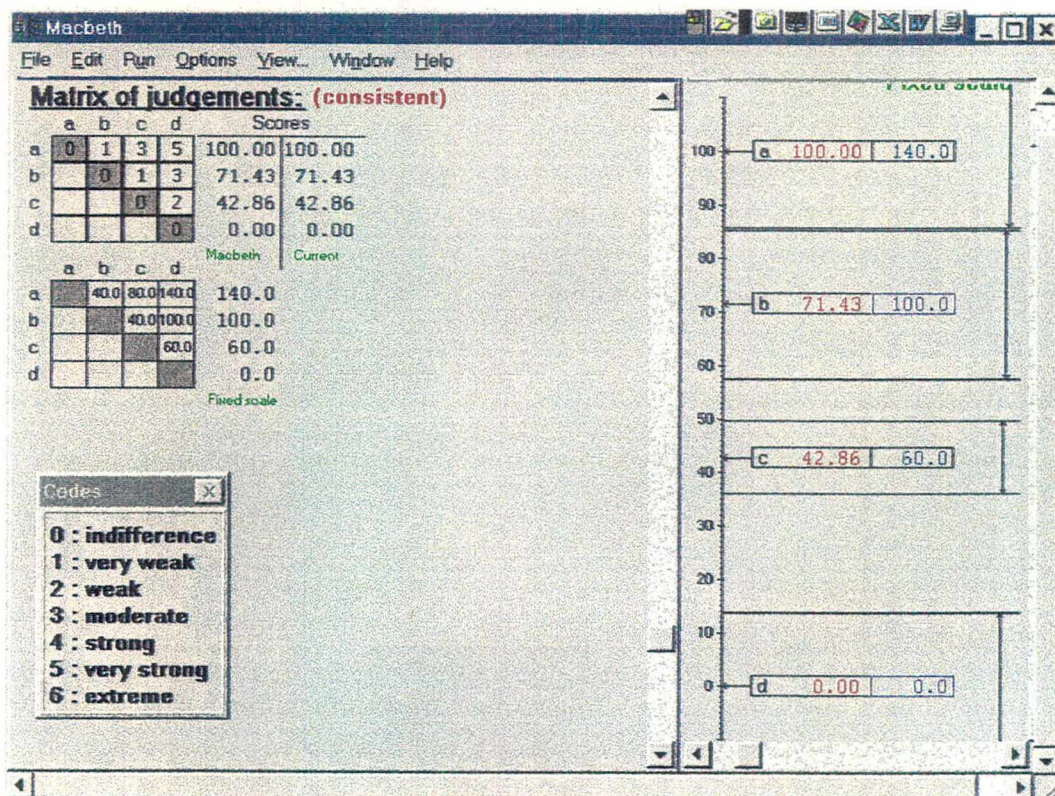 Macbeth
File Edit Run Options View... Window Help
Matrix of judgements: (consistent)
a b c d Scores
a 0 1 3 5 100.00 100.00
b 0 1 3 71.43 71.43
c 0 2 42.86 42.86
d 0 0.00 0.00
Macbeth Current
a b c d
a 40.0 80.0 140.0 140.0
b 40.0 100.0 100.0
c 60.0 60.0
d 0.0
Fixed scale
Codes
0 : indifference
1 : very weak
2 : weak
3 : moderate
4 : strong
5 : very strong
6 : extreme
Fixed scale
100 a 100.00 140.0
90
80
70 b 71.43 100.0
60
50
40 c 42.86 60.0
30
20
10
0 d 0.00 0.0